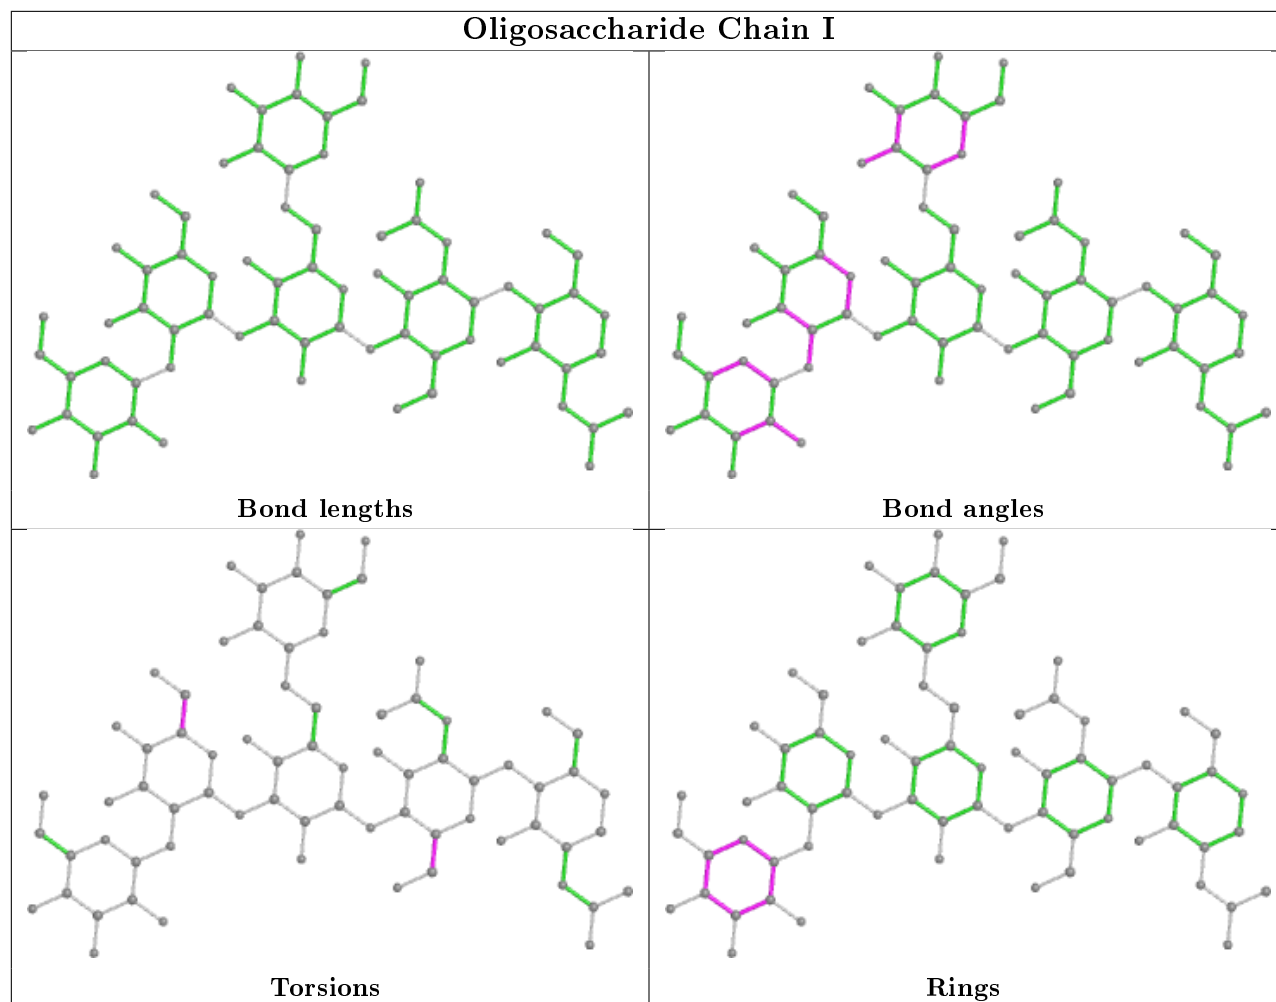 Oligosaccharide Chain I
Bond lengths
Bond angles
Torsions
Rings